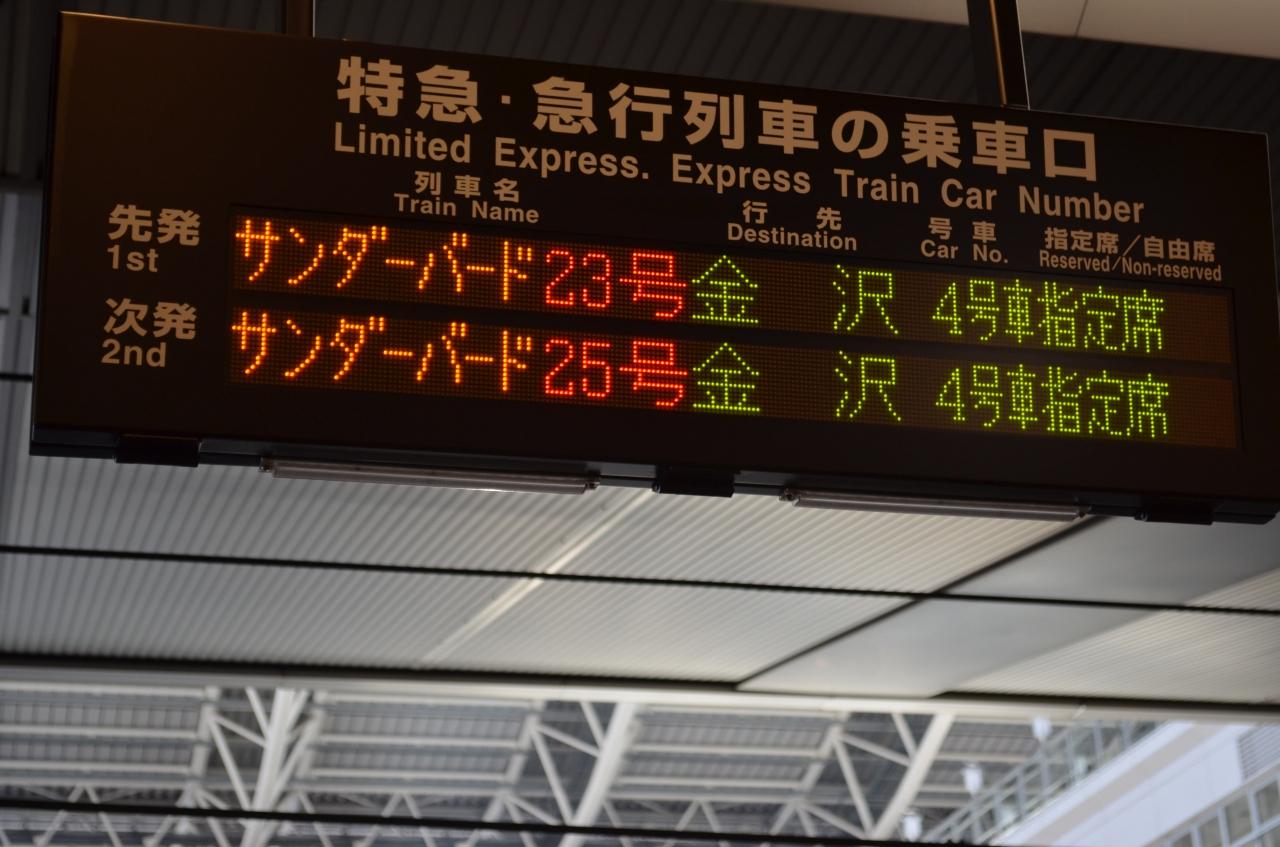 特急・急行列車の乗車口
Limited Express. Express Train Car Number
列車名 行先 号車 指定席／自由席
Train Name Destination Car No. Reserved/Non-reserved
先発 サンダーバード23号 金沢 4号車指定席
1st
次発 サンダーバード25号 金沢 4号車指定席
2nd